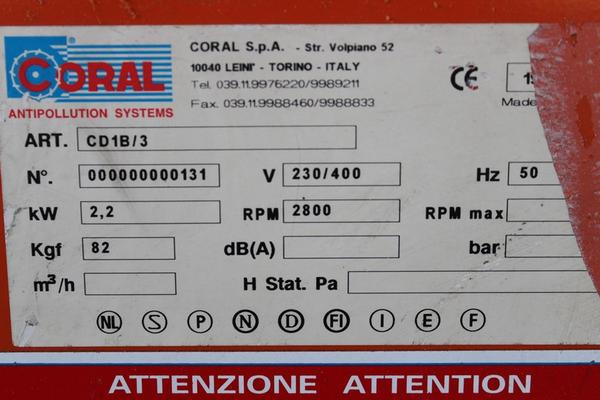 CORAL
ANTIPOLLUTION SYSTEMS
CORAL S.p.A. - Str. Volpiano 52
10040 LEINI' - TORINO - ITALY
Tel. 039.11.9976220/9989211
Fax. 039.11.9988460/9988833
CE
Made
ART. CD1B/3
N°. 000000000131 V 230/400 Hz 50
kW 2,2 RPM 2800 RPM max
Kgf 82 dB(A) bar
m³/h H Stat. Pa
NL S P N D FI I E F
ATTENZIONE ATTENTION